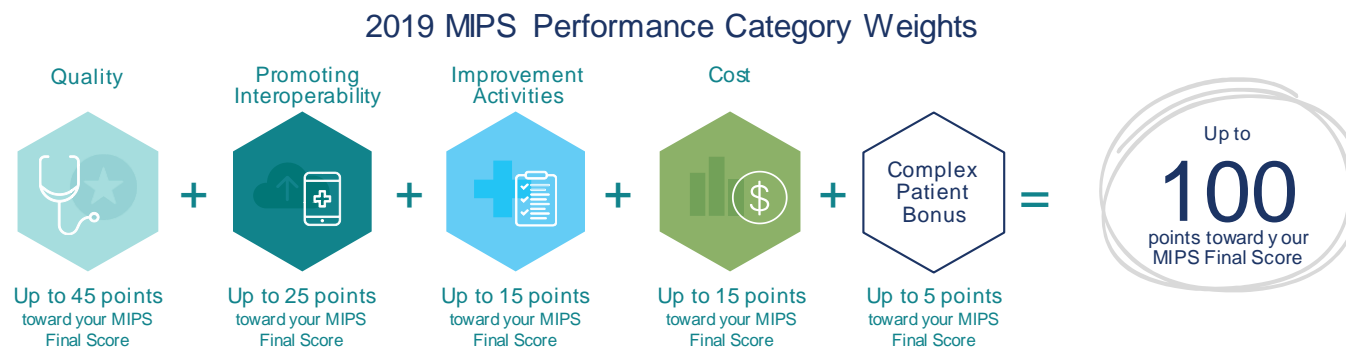 2019 MIPS Performance Category Weights
Quality
Promoting
Interoperability
Improvement
Activities
Cost
+
+
+
$
+
Complex
Patient
Bonus
=
Up to
100
points toward y our
MIPS Final Score
Up to 45 points
toward your MIPS
Final Score
Up to 25 points
toward your MIPS
Final Score
Up to 15 points
toward your MIPS
Final Score
Up to 15 points
toward your MIPS
Final Score
Up to 5 points
toward your MIPS
Final Score